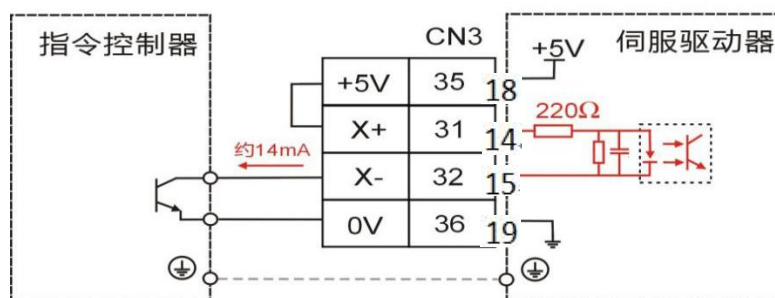 指令控制器
CN3
+5V
伺服驱动器
+5V 35 18
220Ω
X+ 31 14
约14mA
X- 32 15
0V 36 19